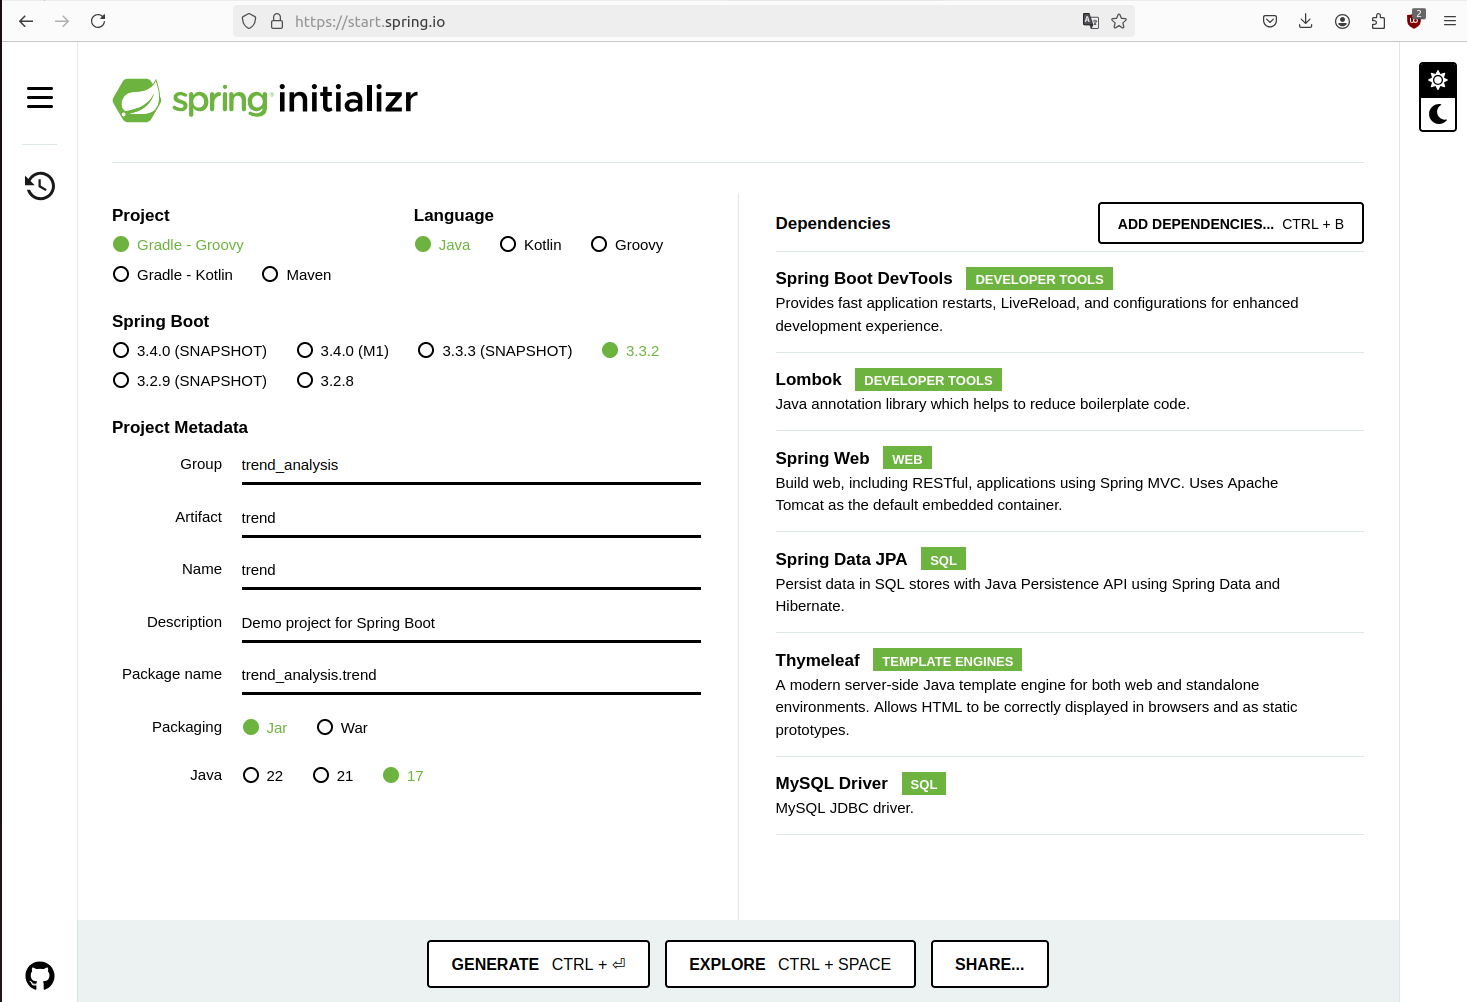 https://start.spring.io
2
spring initializr
Project
Gradle - Groovy
Gradle - Kotlin
Maven
Language
Java
Kotlin
Groovy
Spring Boot
3.4.0 (SNAPSHOT)
3.4.0 (M1)
3.3.3 (SNAPSHOT)
3.3.2
3.2.9 (SNAPSHOT)
3.2.8
Project Metadata
Group
trend_analysis
Artifact
trend
Name
trend
Description
Demo project for Spring Boot
Package name
trend_analysis.trend
Packaging
Jar
War
Java
22
21
17
Dependencies
ADD DEPENDENCIES... CTRL + B
Spring Boot DevTools DEVELOPER TOOLS
Provides fast application restarts, LiveReload, and configurations for enhanced
development experience.
Lombok DEVELOPER TOOLS
Java annotation library which helps to reduce boilerplate code.
Spring Web WEB
Build web, including RESTful, applications using Spring MVC. Uses Apache
Tomcat as the default embedded container.
Spring Data JPA SQL
Persist data in SQL stores with Java Persistence API using Spring Data and
Hibernate.
Thymeleaf TEMPLATE ENGINES
A modern server-side Java template engine for both web and standalone
environments. Allows HTML to be correctly displayed in browsers and as static
prototypes.
MySQL Driver SQL
MySQL JDBC driver.
GENERATE CTRL + ⏎
EXPLORE CTRL + SPACE
SHARE...